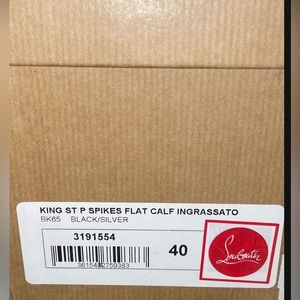 KING ST P SPIKES FLAT CALF INGRASSATO
BK65 BLACK/SILVER
3191554
40
Louboutin